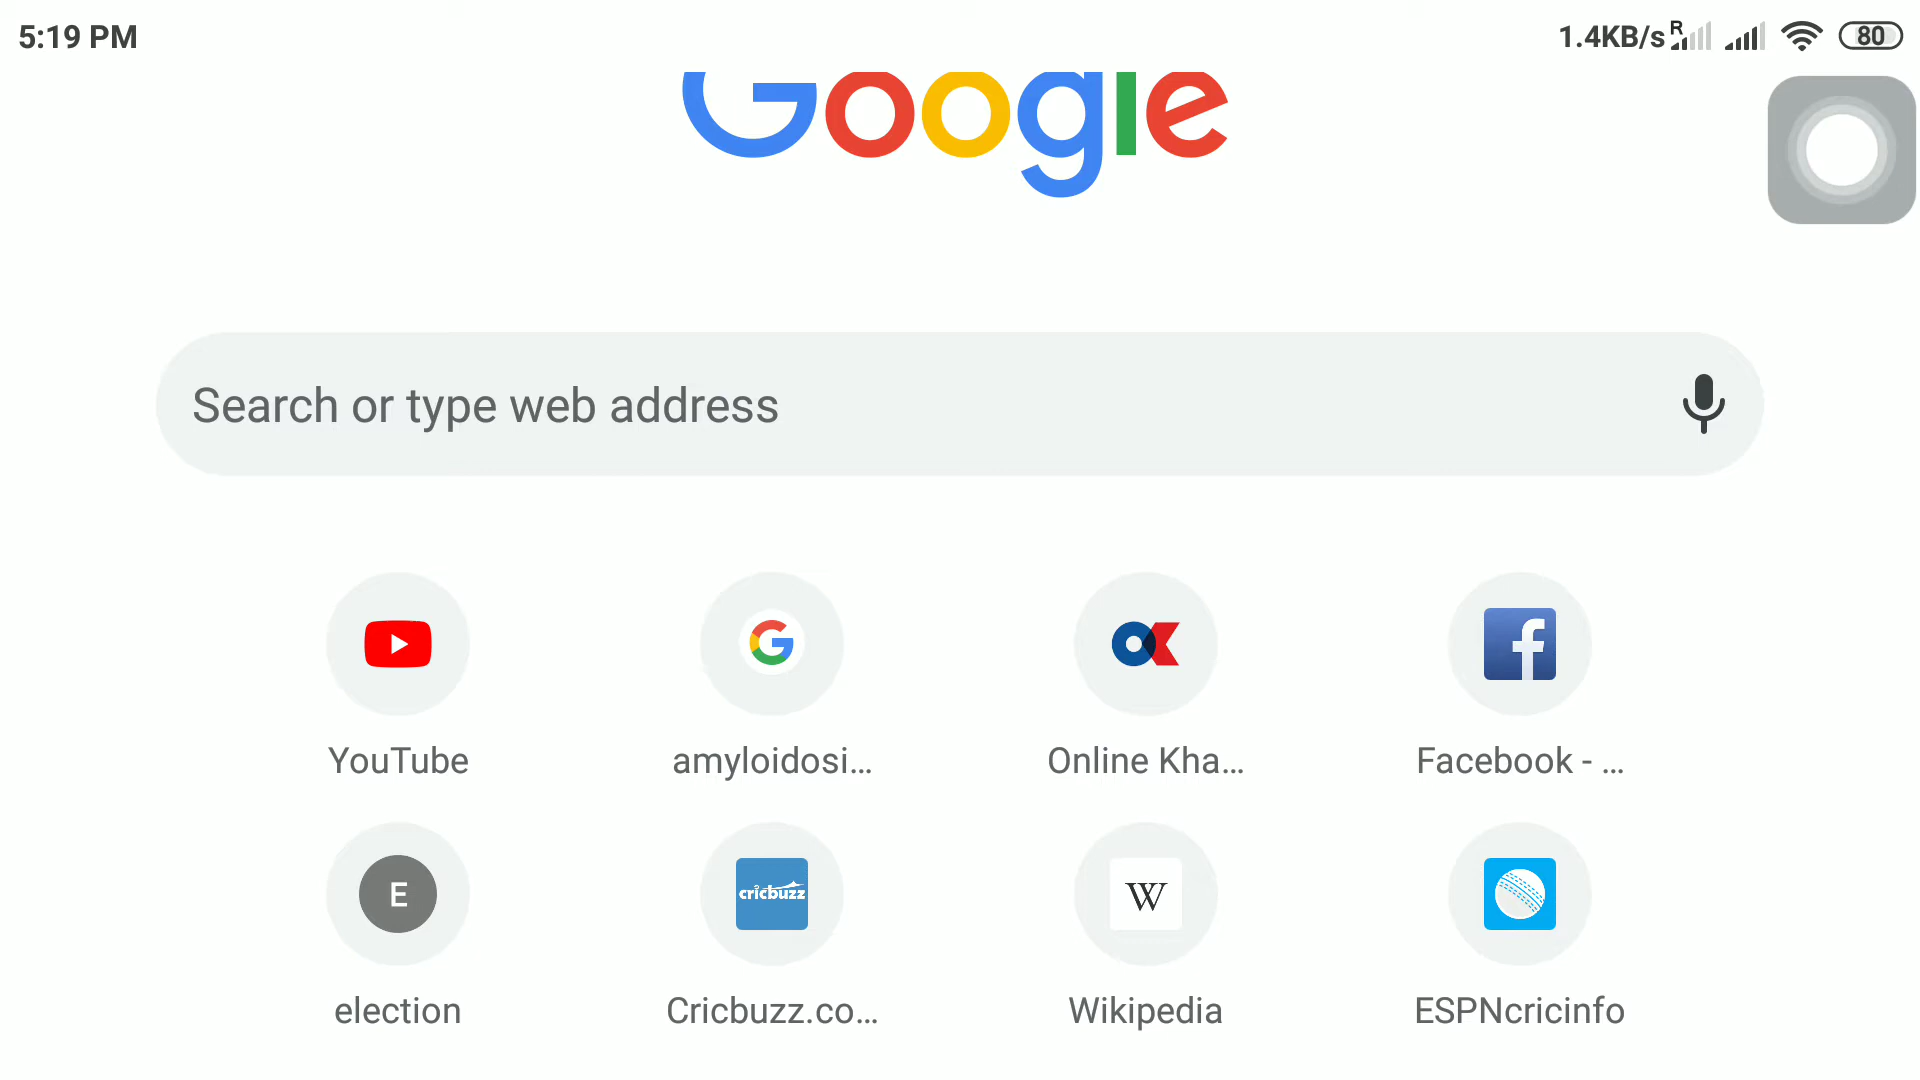 5:19 PM
1.4KB/s R 80
Google
Search or type web address
YouTube
amyloidosi...
Online Kha...
Facebook - ...
E
cricbuzz
W
election
Cricbuzz.co...
Wikipedia
ESPNcricinfo